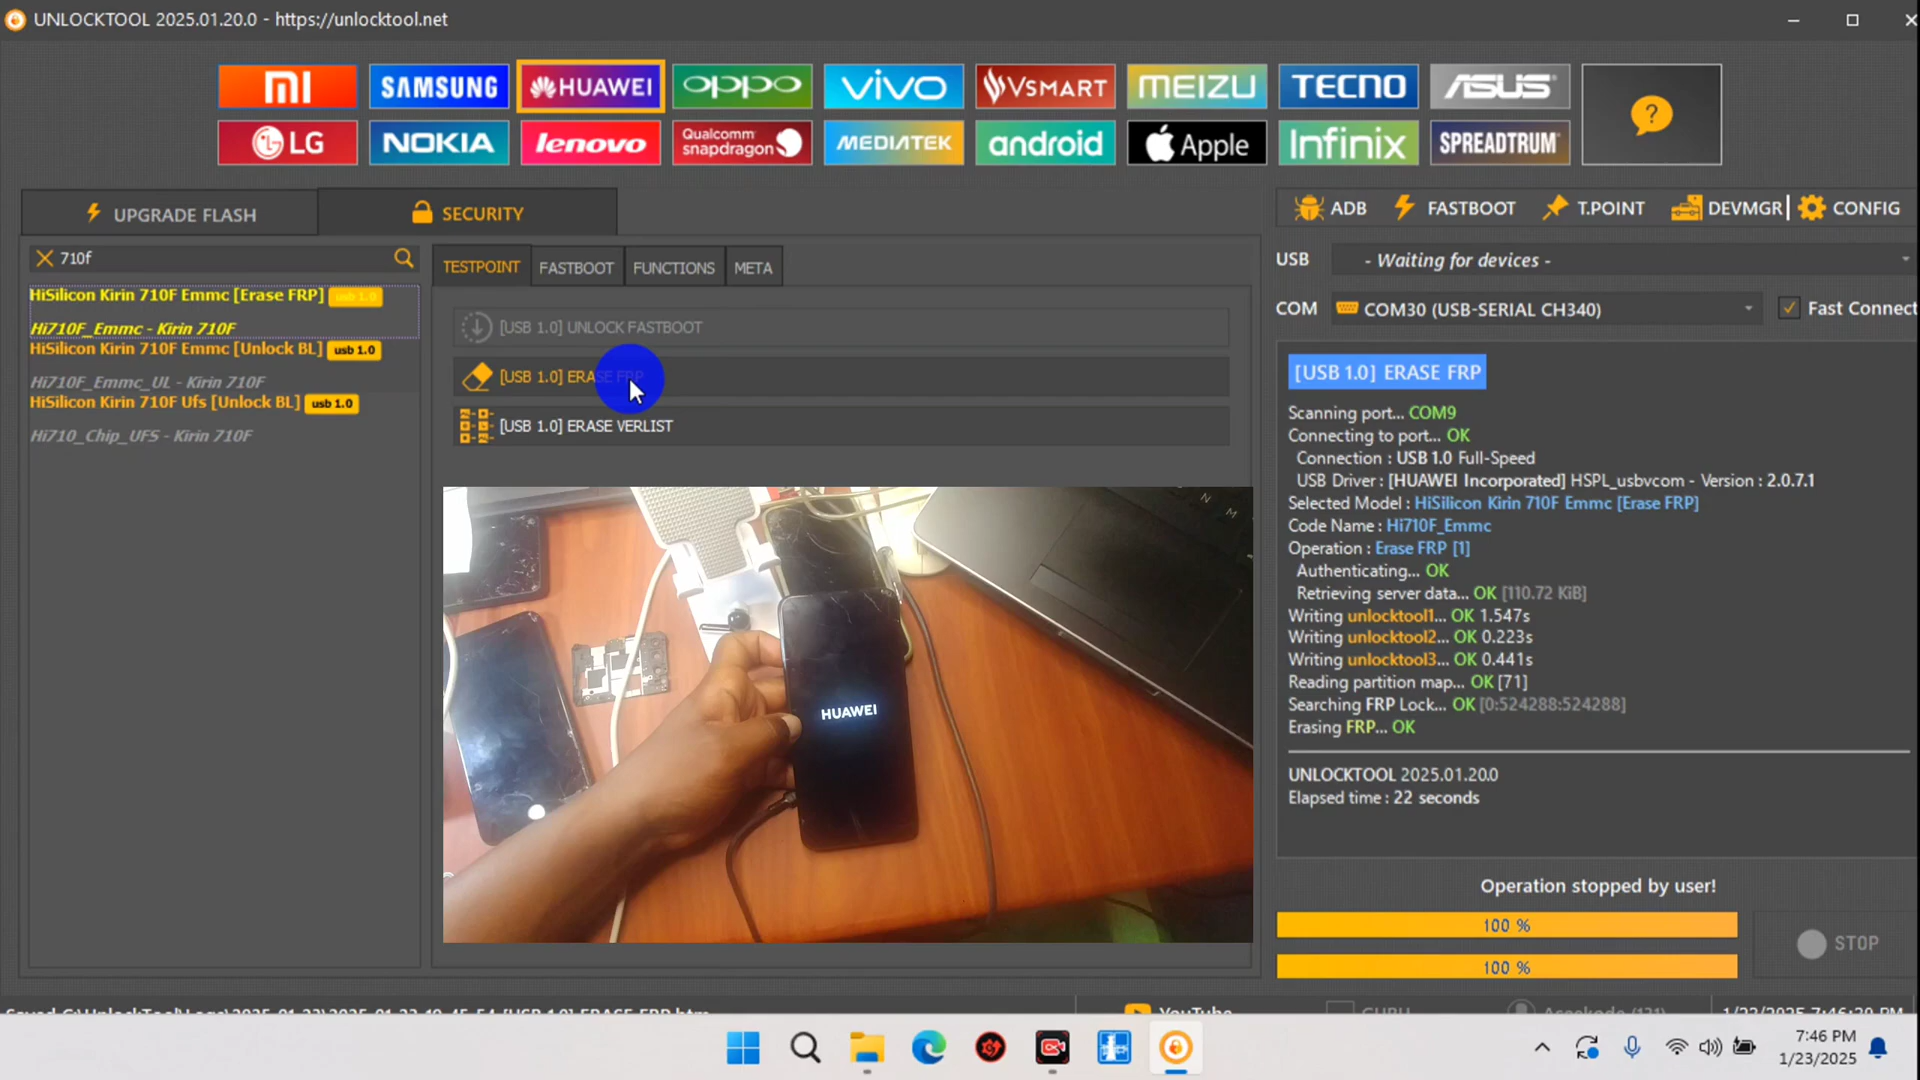 UNLOCKTOOL 2025.01.20.0 - https://unlocktool.net
SAMSUNG HUAWEI oppo vivo VSMART MEIZU TECNO ASUS
LG NOKIA lenovo Qualcomm snapdragon MEDIATEK android Apple Infinix SPREADTRUM
UPGRADE FLASH
SECURITY
ADB
FASTBOOT
T.POINT
DEVMGR
CONFIG
710f
HiSilicon Kirin 710F Emmc [Erase FRP] usb 1.0
Hi710F_Emmc - Kirin 710F
HiSilicon Kirin 710F Emmc [Unlock BL] usb 1.0
Hi710F_Emmc_UL - Kirin 710F
HiSilicon Kirin 710F Ufs [Unlock BL] usb 1.0
Hi710_Chip_UFS - Kirin 710F
TESTPOINT
FASTBOOT
FUNCTIONS
META
[USB 1.0] UNLOCK FASTBOOT
[USB 1.0] ERASE FRP
[USB 1.0] ERASE VERLIST
HUAWEI
USB - Waiting for devices -
COM COM30 (USB-SERIAL CH340) Fast Connect
[USB 1.0] ERASE FRP
Scanning port... COM9
Connecting to port... OK
Connection : USB 1.0 Full-Speed
USB Driver : [HUAWEI Incorporated] HSPL_usbvcom - Version : 2.0.7.1
Selected Model : HiSilicon Kirin 710F Emmc [Erase FRP]
Code Name : Hi710F_Emmc
Operation : Erase FRP [1]
Authenticating... OK
Retrieving server data... OK [110.72 KiB]
Writing unlocktool1... OK 1.547s
Writing unlocktool2... OK 0.223s
Writing unlocktool3... OK 0.441s
Reading partition map... OK [71]
Searching FRP Lock... OK [0:524288:524288]
Erasing FRP... OK
UNLOCKTOOL 2025.01.20.0
Elapsed time : 22 seconds
Operation stopped by user!
100 %
100 %
STOP
YouTube
7:46 PM
1/23/2025